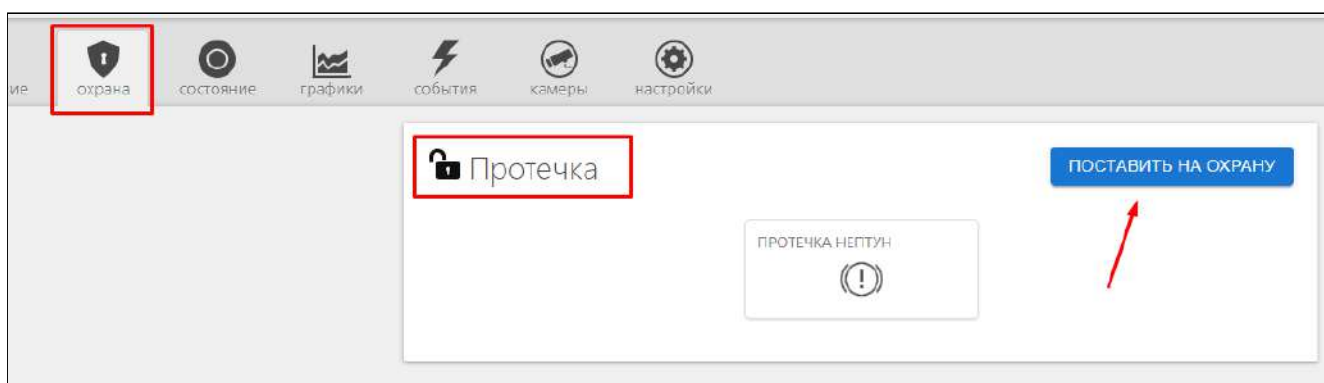 ие
охрана
состояние
графики
события
камеры
настройки
Протечка
ПОСТАВИТЬ НА ОХРАНУ
ПРОТЕЧКА НЕПТУН